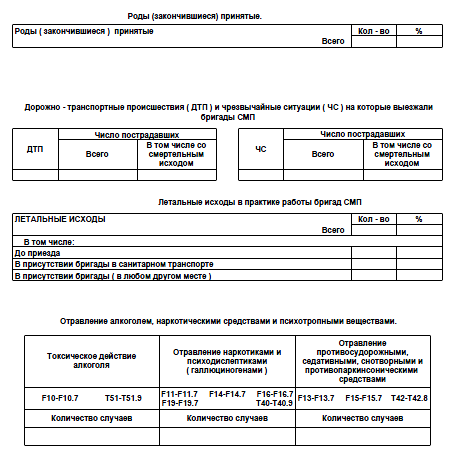 Роды (закончившиеся) принятые.
Роды ( закончившиеся ) принятые Кол - во %
Всего
Дорожно - транспортные происшествия ( ДТП ) и чрезвычайные ситуации ( ЧС ) на которые выезжали
бригады СМП
ДТП Число пострадавших ЧС Число пострадавших
Всего В том числе со смертельным исходом Всего В том числе со смертельным исходом
Летальные исходы в практике работы бригад СМП
ЛЕТАЛЬНЫЕ ИСХОДЫ Кол - во %
Всего
В том числе:
До приезда
В присутствии бригады в санитарном транспорте
В присутствии бригады ( в любом другом месте )
Отравление алкоголем, наркотическими средствами и психотропными веществами.
Токсическое действие
алкоголя
Отравление наркотиками и
психодислептиками
( галлюциногенами )
Отравление
противосудорожными,
седативными, снотворными и
противопаркинсоническими
средствами
F10-F10.7 T51-T51.9
F11-F11.7 F14-F14.7 F16-F16.7
F19-F19.7 T40-T40.9
F13-F13.7 F15-F15.7 T42-T42.8
Количество случаев Количество случаев Количество случаев